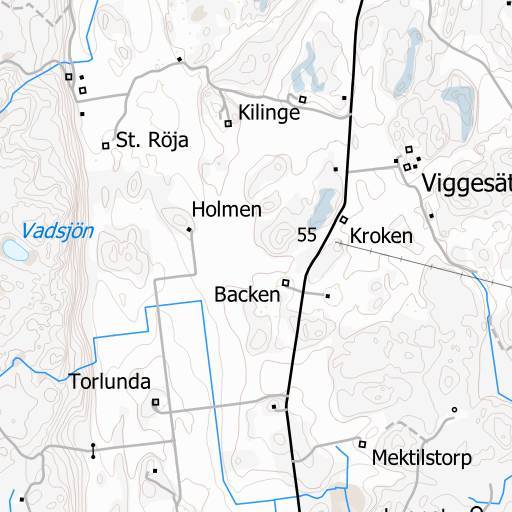 Kilinge
St. Röja
Viggesät
Holmen
Vadsjön
55
Kroken
Backen
Torlunda
Mektilstorp